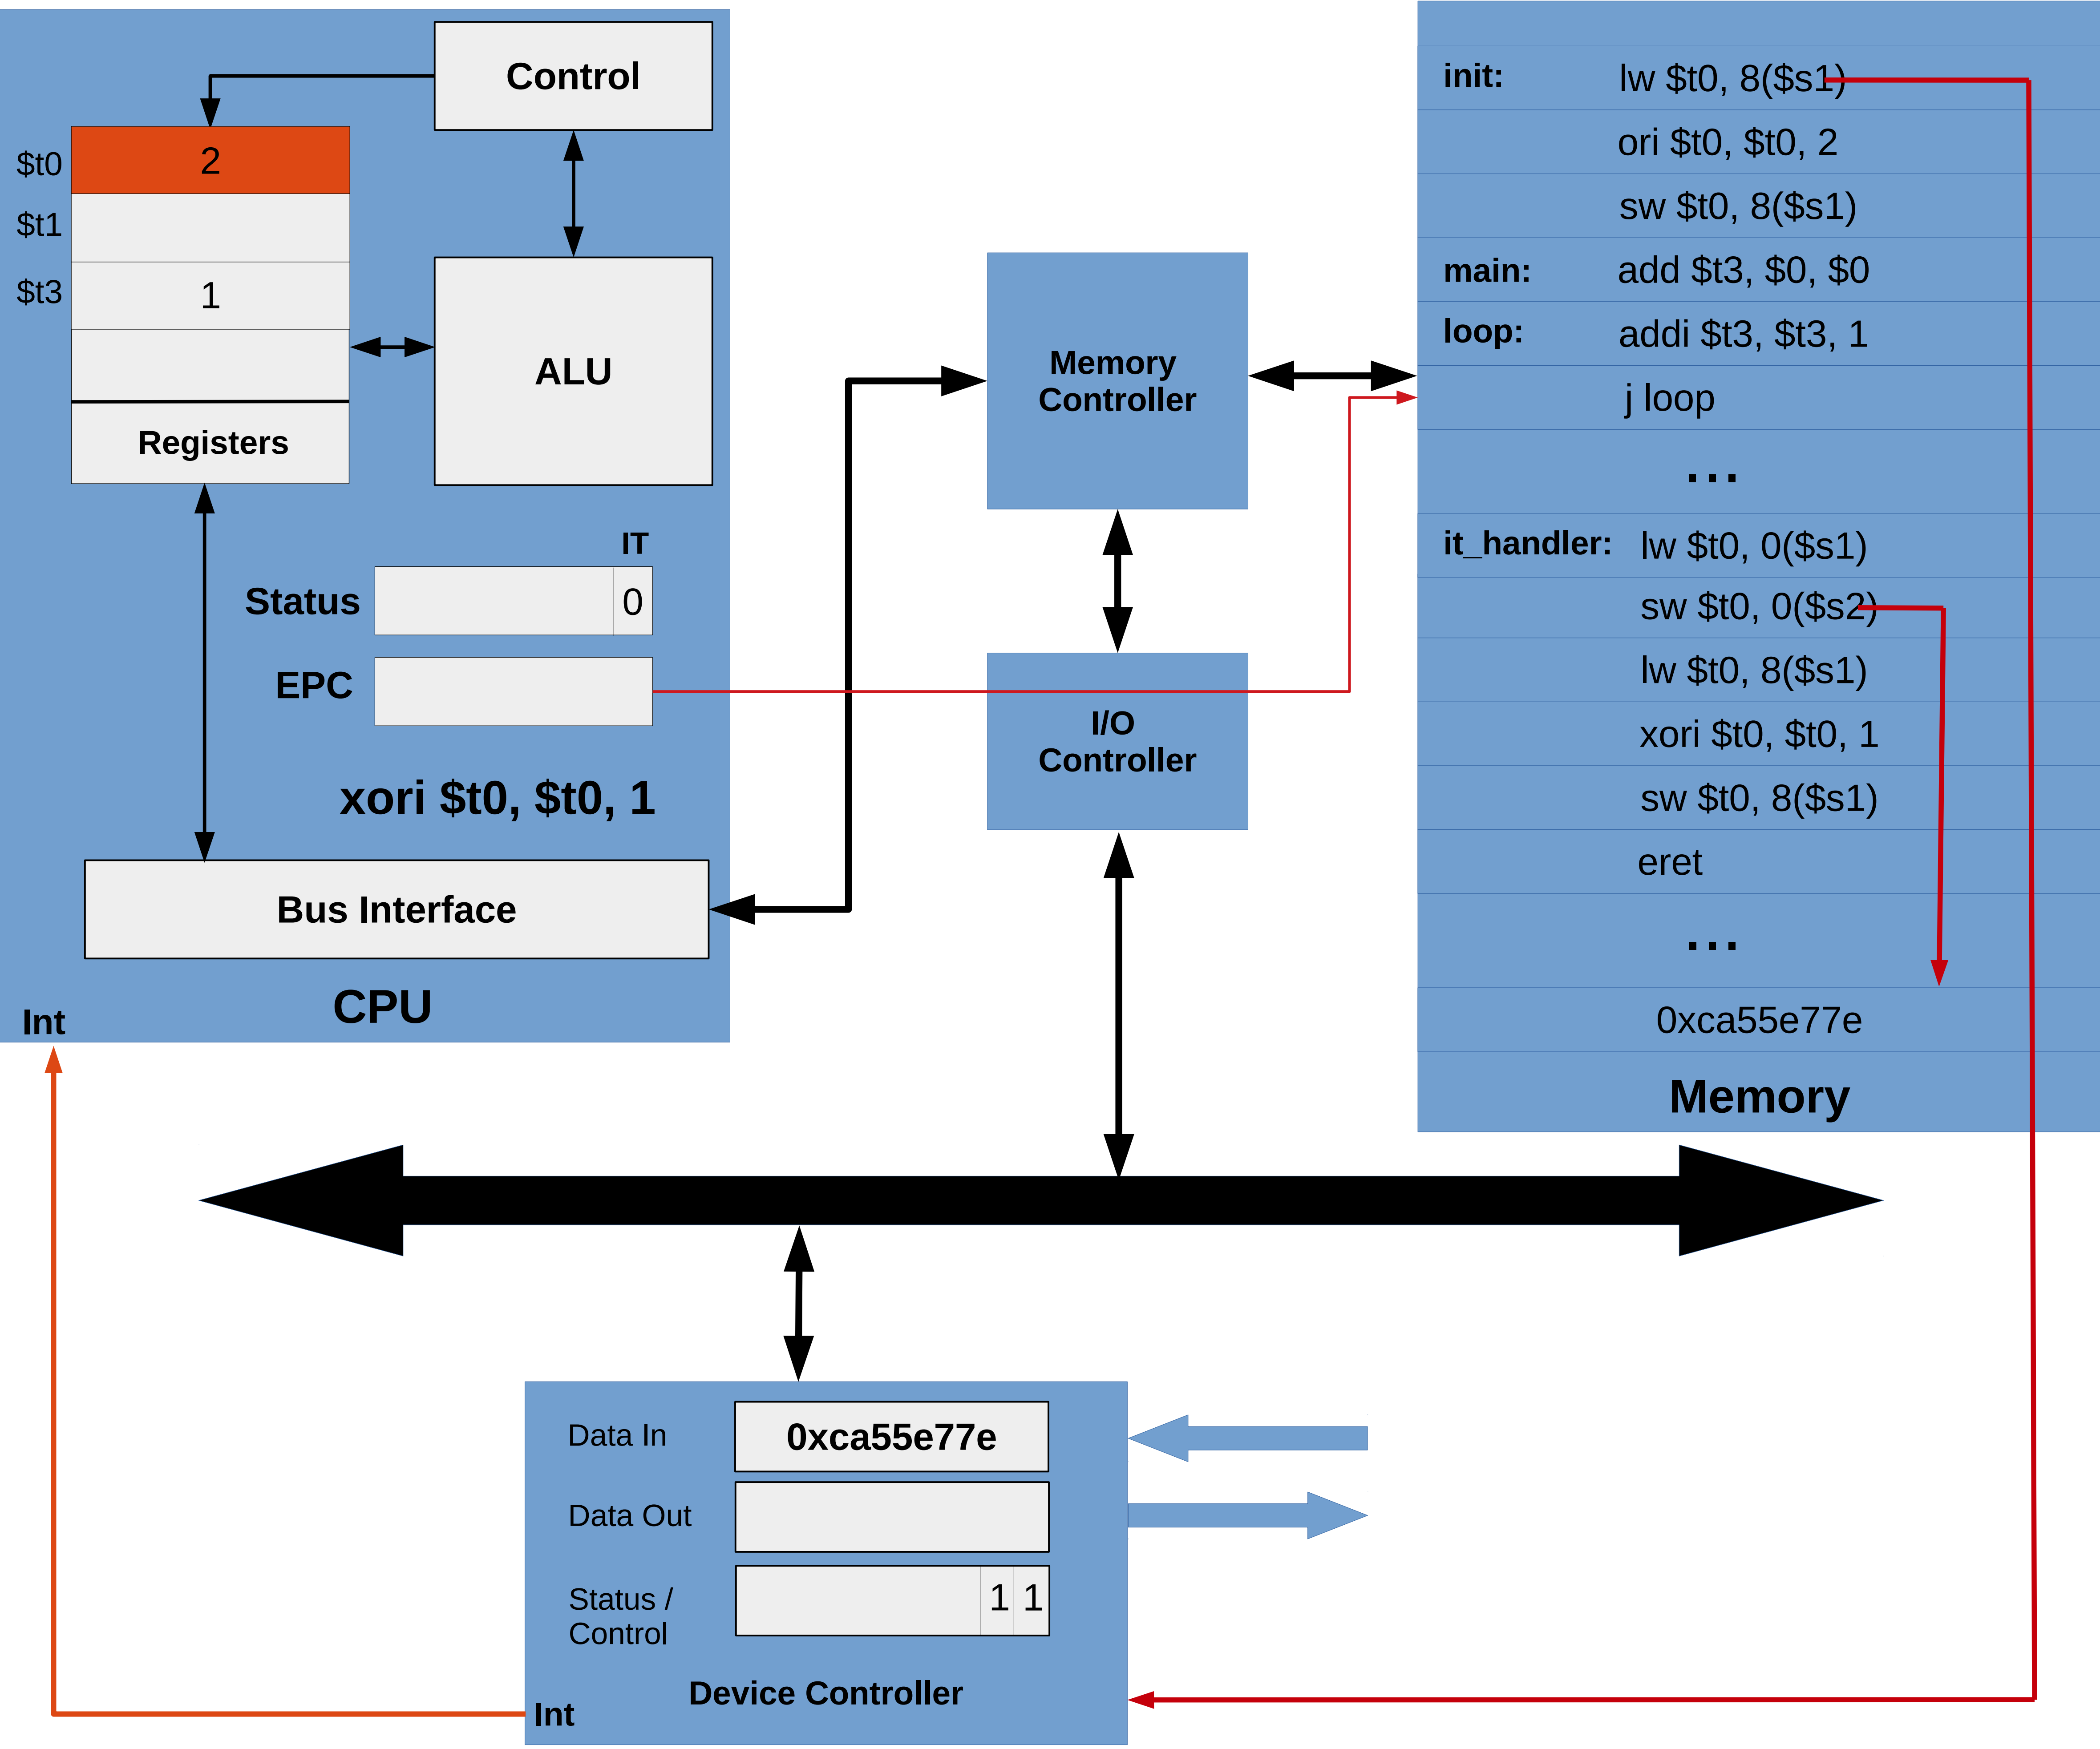 Control
$t0
2
$t1
$t3
1
ALU
Registers
IT
Status
0
EPC
xori $t0, $t0, 1
Bus Interface
CPU
Int
Memory
Controller
I/O
Controller
init:
lw $t0, 8($s1)
ori $t0, $t0, 2
sw $t0, 8($s1)
main:
add $t3, $0, $0
loop:
addi $t3, $t3, 1
j loop
...
it_handler:
lw $t0, 0($s1)
sw $t0, 0($s2)
lw $t0, 8($s1)
xori $t0, $t0, 1
sw $t0, 8($s1)
eret
...
0xca55e77e
Memory
Data In
0xca55e77e
Data Out
Status /
Control
1 1
Device Controller
Int